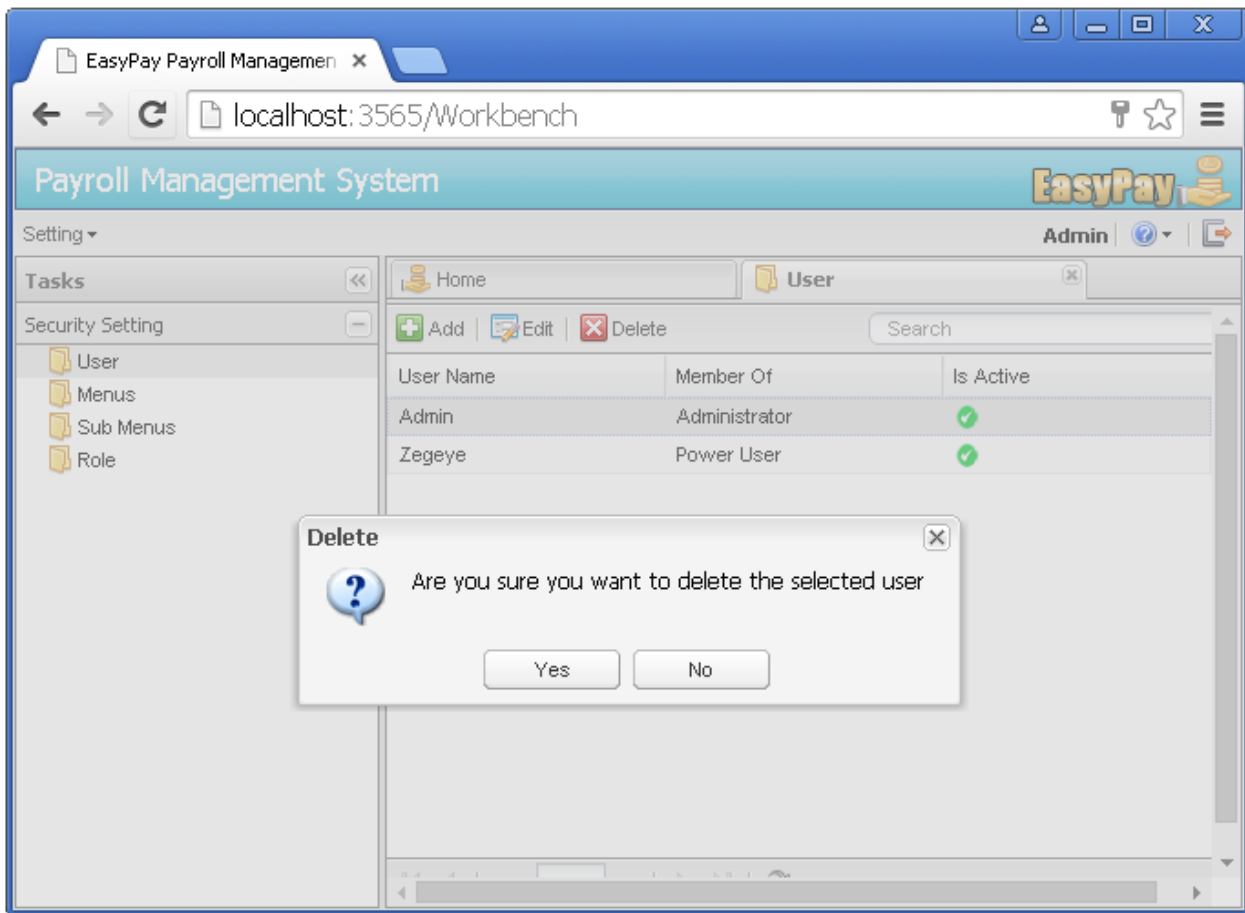 EasyPay Payroll Managemen
localhost:3565/Workbench
Payroll Management System
EasyPay
Setting
Admin
Tasks
Home
User
Security Setting
Add
Edit
Delete
Search
User
Menus
Sub Menus
Role
User Name
Member Of
Is Active
Admin
Administrator
Zegeye
Power User
Delete
Are you sure you want to delete the selected user
Yes
No